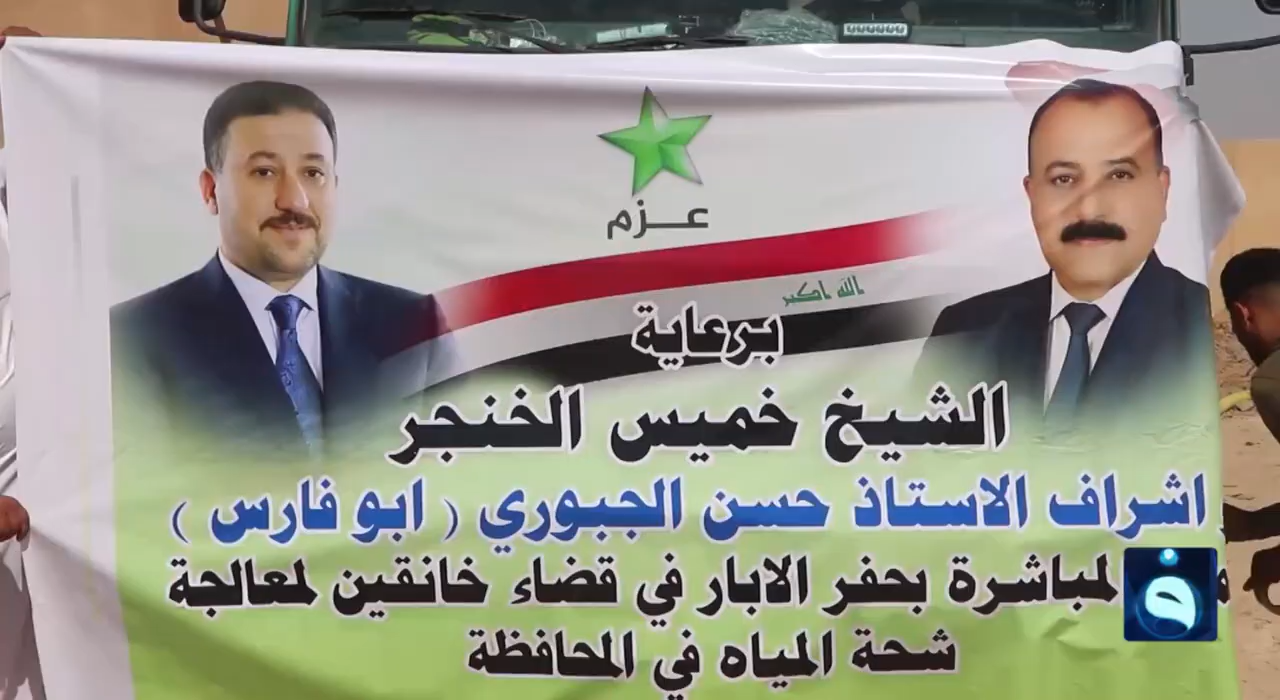 عزم
الله اكبر
برعاية
الشيخ خميس الخنجر
اشراف الاستاذ حسن الجبوري ( ابو فارس )
لمباشرة بحفر الابار في قضاء خانقين لمعالجة
شحة المياه في المحافظة